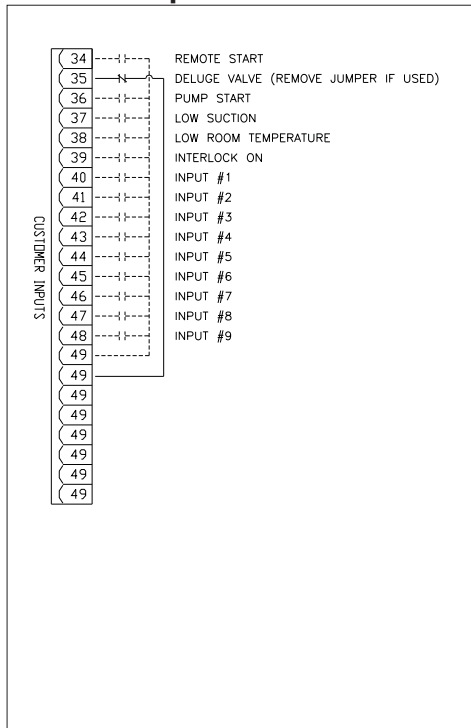 34 REMOTE START
35 DELUGE VALVE (REMOVE JUMPER IF USED)
36 PUMP START
37 LOW SUCTION
38 LOW ROOM TEMPERATURE
39 INTERLOCK ON
40 INPUT #1
41 INPUT #2
42 INPUT #3
43 INPUT #4
44 INPUT #5
45 INPUT #6
46 INPUT #7
47 INPUT #8
48 INPUT #9
49
49
49
49
49
49
49
49
CUSTOMER INPUTS